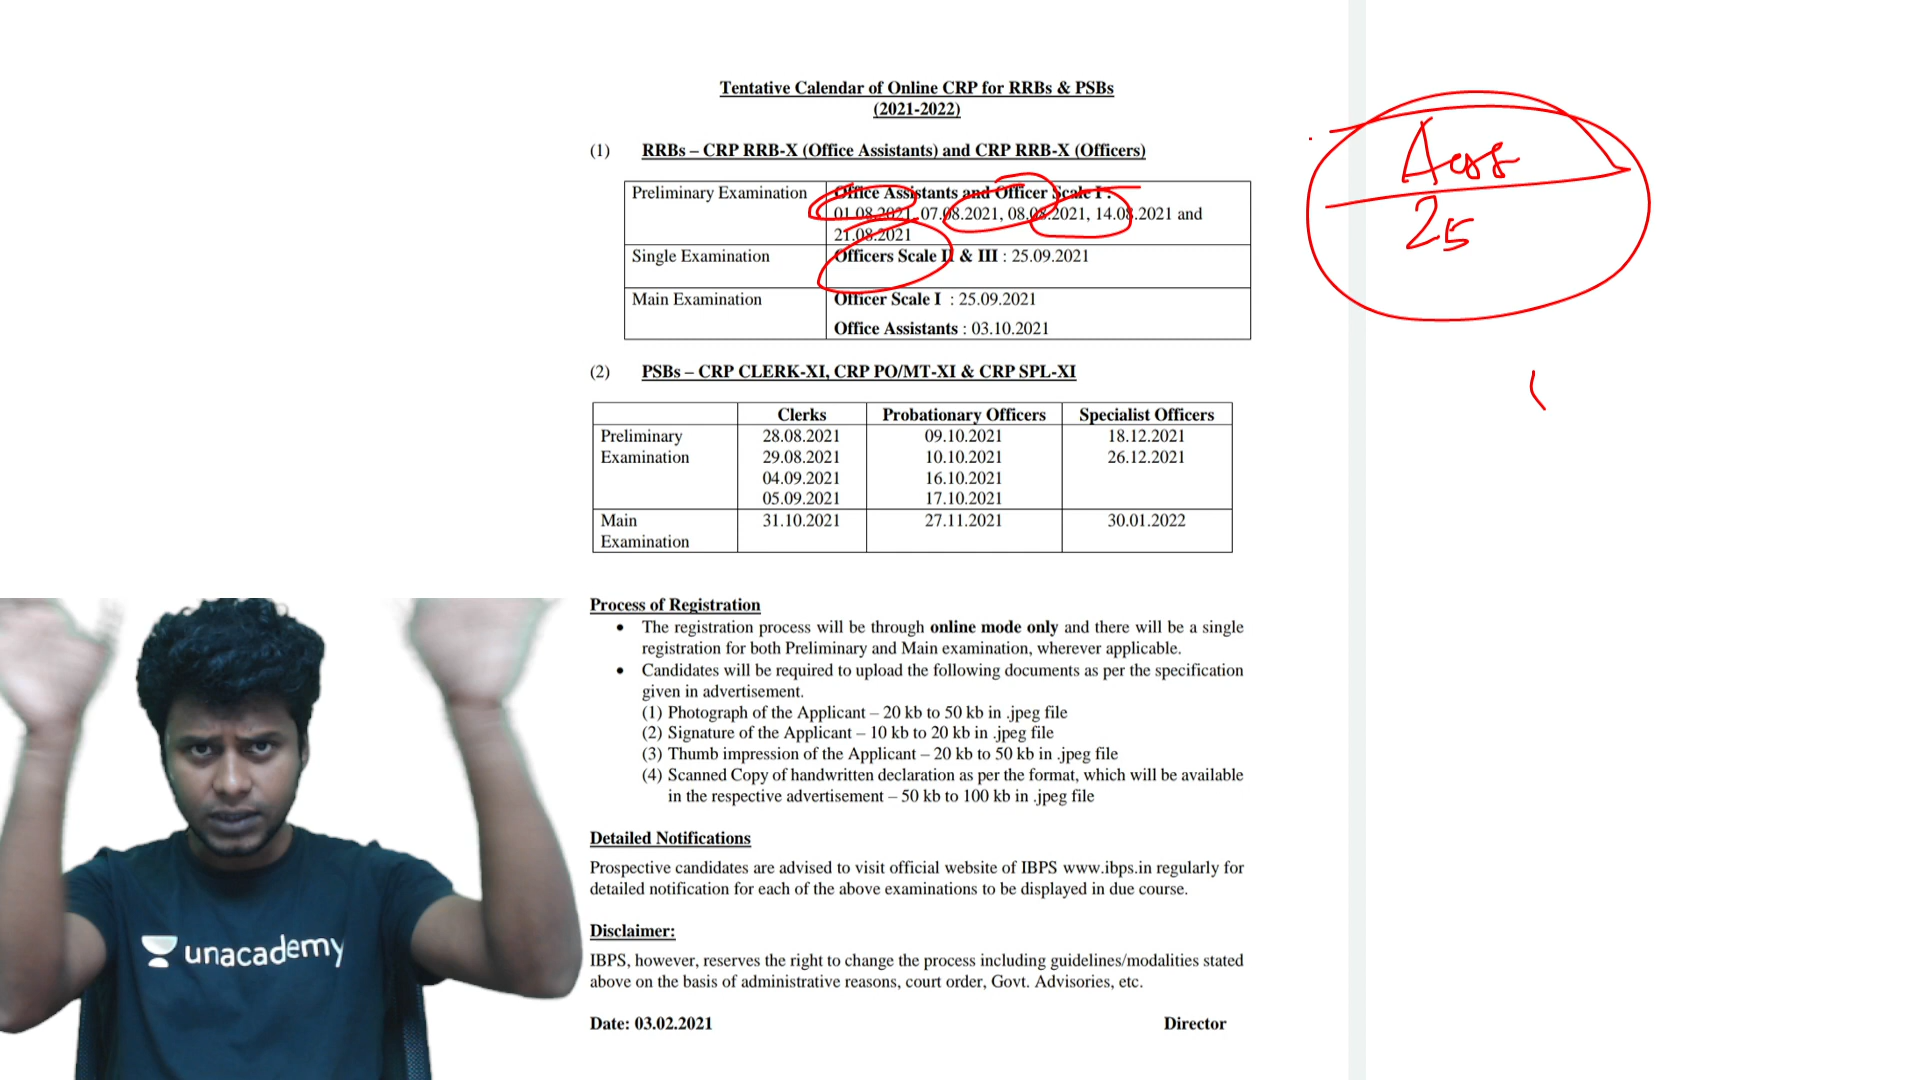 Tentative Calendar of Online CRP for RRBs & PSBs
(2021-2022)
(1) RRBs – CRP RRB-X (Office Assistants) and CRP RRB-X (Officers)
Preliminary Examination Office Assistants and Officer Scale I :
01.08.2021, 07.08.2021, 08.08.2021, 14.08.2021 and
21.08.2021
Single Examination Officers Scale II & III : 25.09.2021
Main Examination Officer Scale I : 25.09.2021
Office Assistants : 03.10.2021
(2) PSBs – CRP CLERK-XI, CRP PO/MT-XI & CRP SPL-XI
Clerks Probationary Officers Specialist Officers
Preliminary 28.08.2021 09.10.2021 18.12.2021
Examination 29.08.2021 10.10.2021 26.12.2021
04.09.2021 16.10.2021
05.09.2021 17.10.2021
Main 31.10.2021 27.11.2021 30.01.2022
Examination
Process of Registration
• The registration process will be through online mode only and there will be a single
registration for both Preliminary and Main examination, wherever applicable.
• Candidates will be required to upload the following documents as per the specification
given in advertisement.
(1) Photograph of the Applicant – 20 kb to 50 kb in .jpeg file
(2) Signature of the Applicant – 10 kb to 20 kb in .jpeg file
(3) Thumb impression of the Applicant – 20 kb to 50 kb in .jpeg file
(4) Scanned Copy of handwritten declaration as per the format, which will be available
in the respective advertisement – 50 kb to 100 kb in .jpeg file
Detailed Notifications
Prospective candidates are advised to visit official website of IBPS www.ibps.in regularly for
detailed notification for each of the above examinations to be displayed in due course.
Disclaimer:
IBPS, however, reserves the right to change the process including guidelines/modalities stated
above on the basis of administrative reasons, court order, Govt. Advisories, etc.
Date: 03.02.2021 Director
25
unacademy